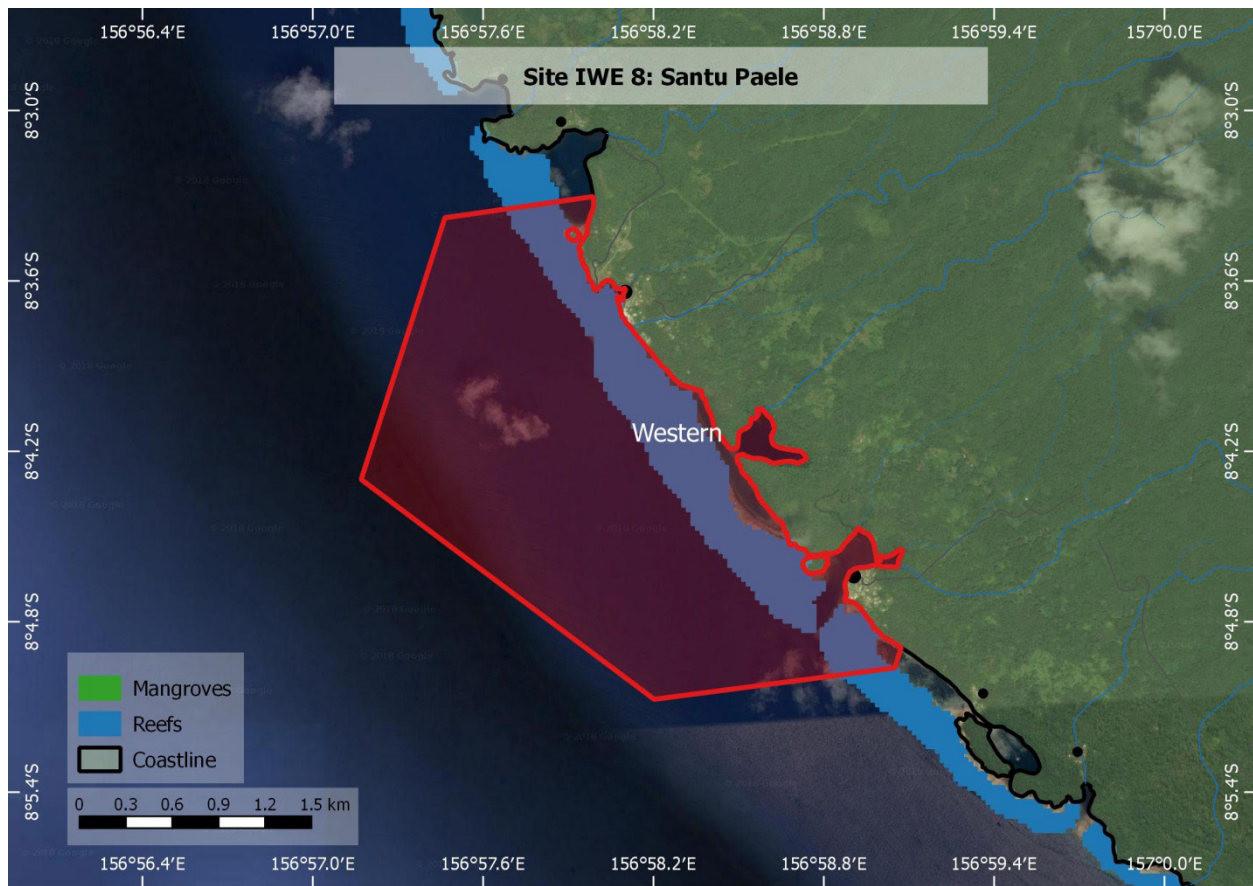 156°56.4′E 156°57.0′E 156°57.6′E 156°58.2′E 156°58.8′E 156°59.4′E 157°0.0′E
Site IWE 8: Santu Paele
8°3.0′S 8°3.0′S
8°3.6′S 8°3.6′S
Western
8°4.2′S 8°4.2′S
8°4.8′S 8°4.8′S
Mangroves
Reefs
Coastline
8°5.4′S 8°5.4′S
0 0.3 0.6 0.9 1.2 1.5 km
156°56.4′E 156°57.0′E 156°57.6′E 156°58.2′E 156°58.8′E 156°59.4′E 157°0.0′E
© 2018 Google